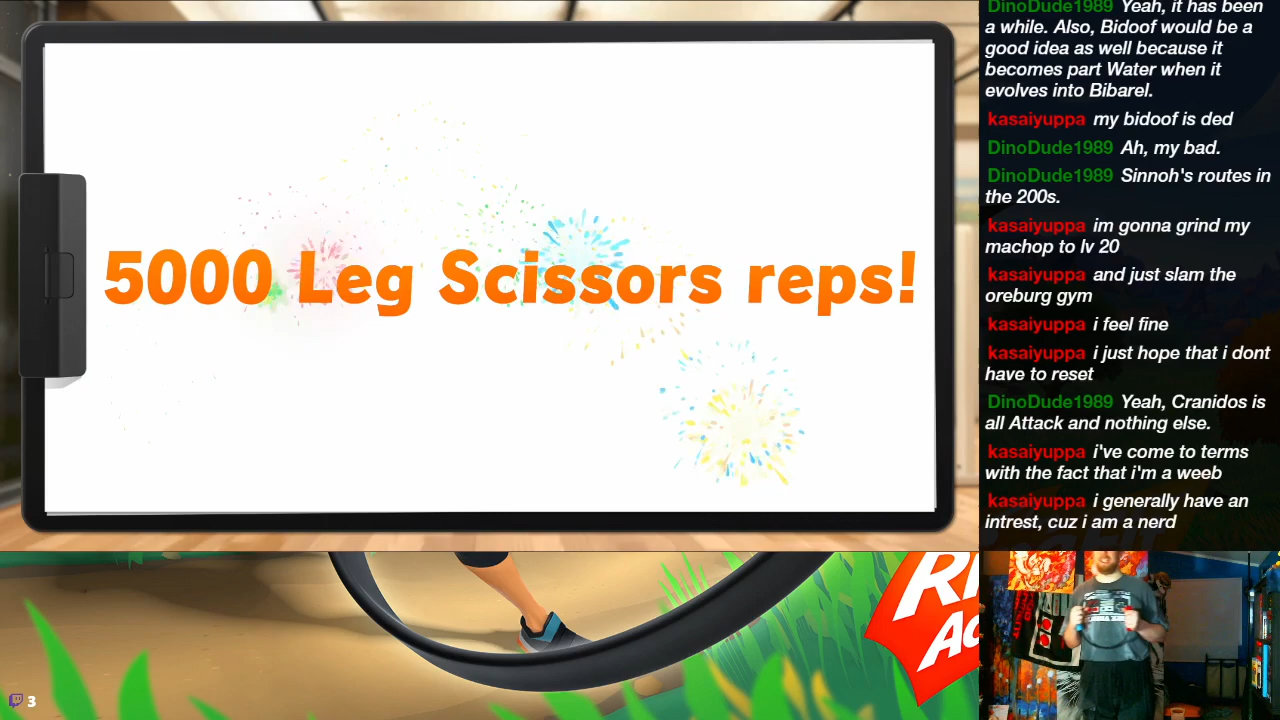 5000 Leg Scissors reps!
DinoDude1989 Yeah, it has been
a while. Also, Bidoof would be a
good idea as well because it
becomes part Water when it
evolves into Bibarel.
kasaiyuppa my bidoof is ded
DinoDude1989 Ah, my bad.
DinoDude1989 Sinnoh's routes in
the 200s.
kasaiyuppa im gonna grind my
machop to lv 20
kasaiyuppa and just slam the
oreburg gym
kasaiyuppa i feel fine
kasaiyuppa i just hope that i dont
have to reset
DinoDude1989 Yeah, Cranidos is
all Attack and nothing else.
kasaiyuppa i've come to terms
with the fact that i'm a weeb
kasaiyuppa i generally have an
intrest, cuz i am a nerd
3